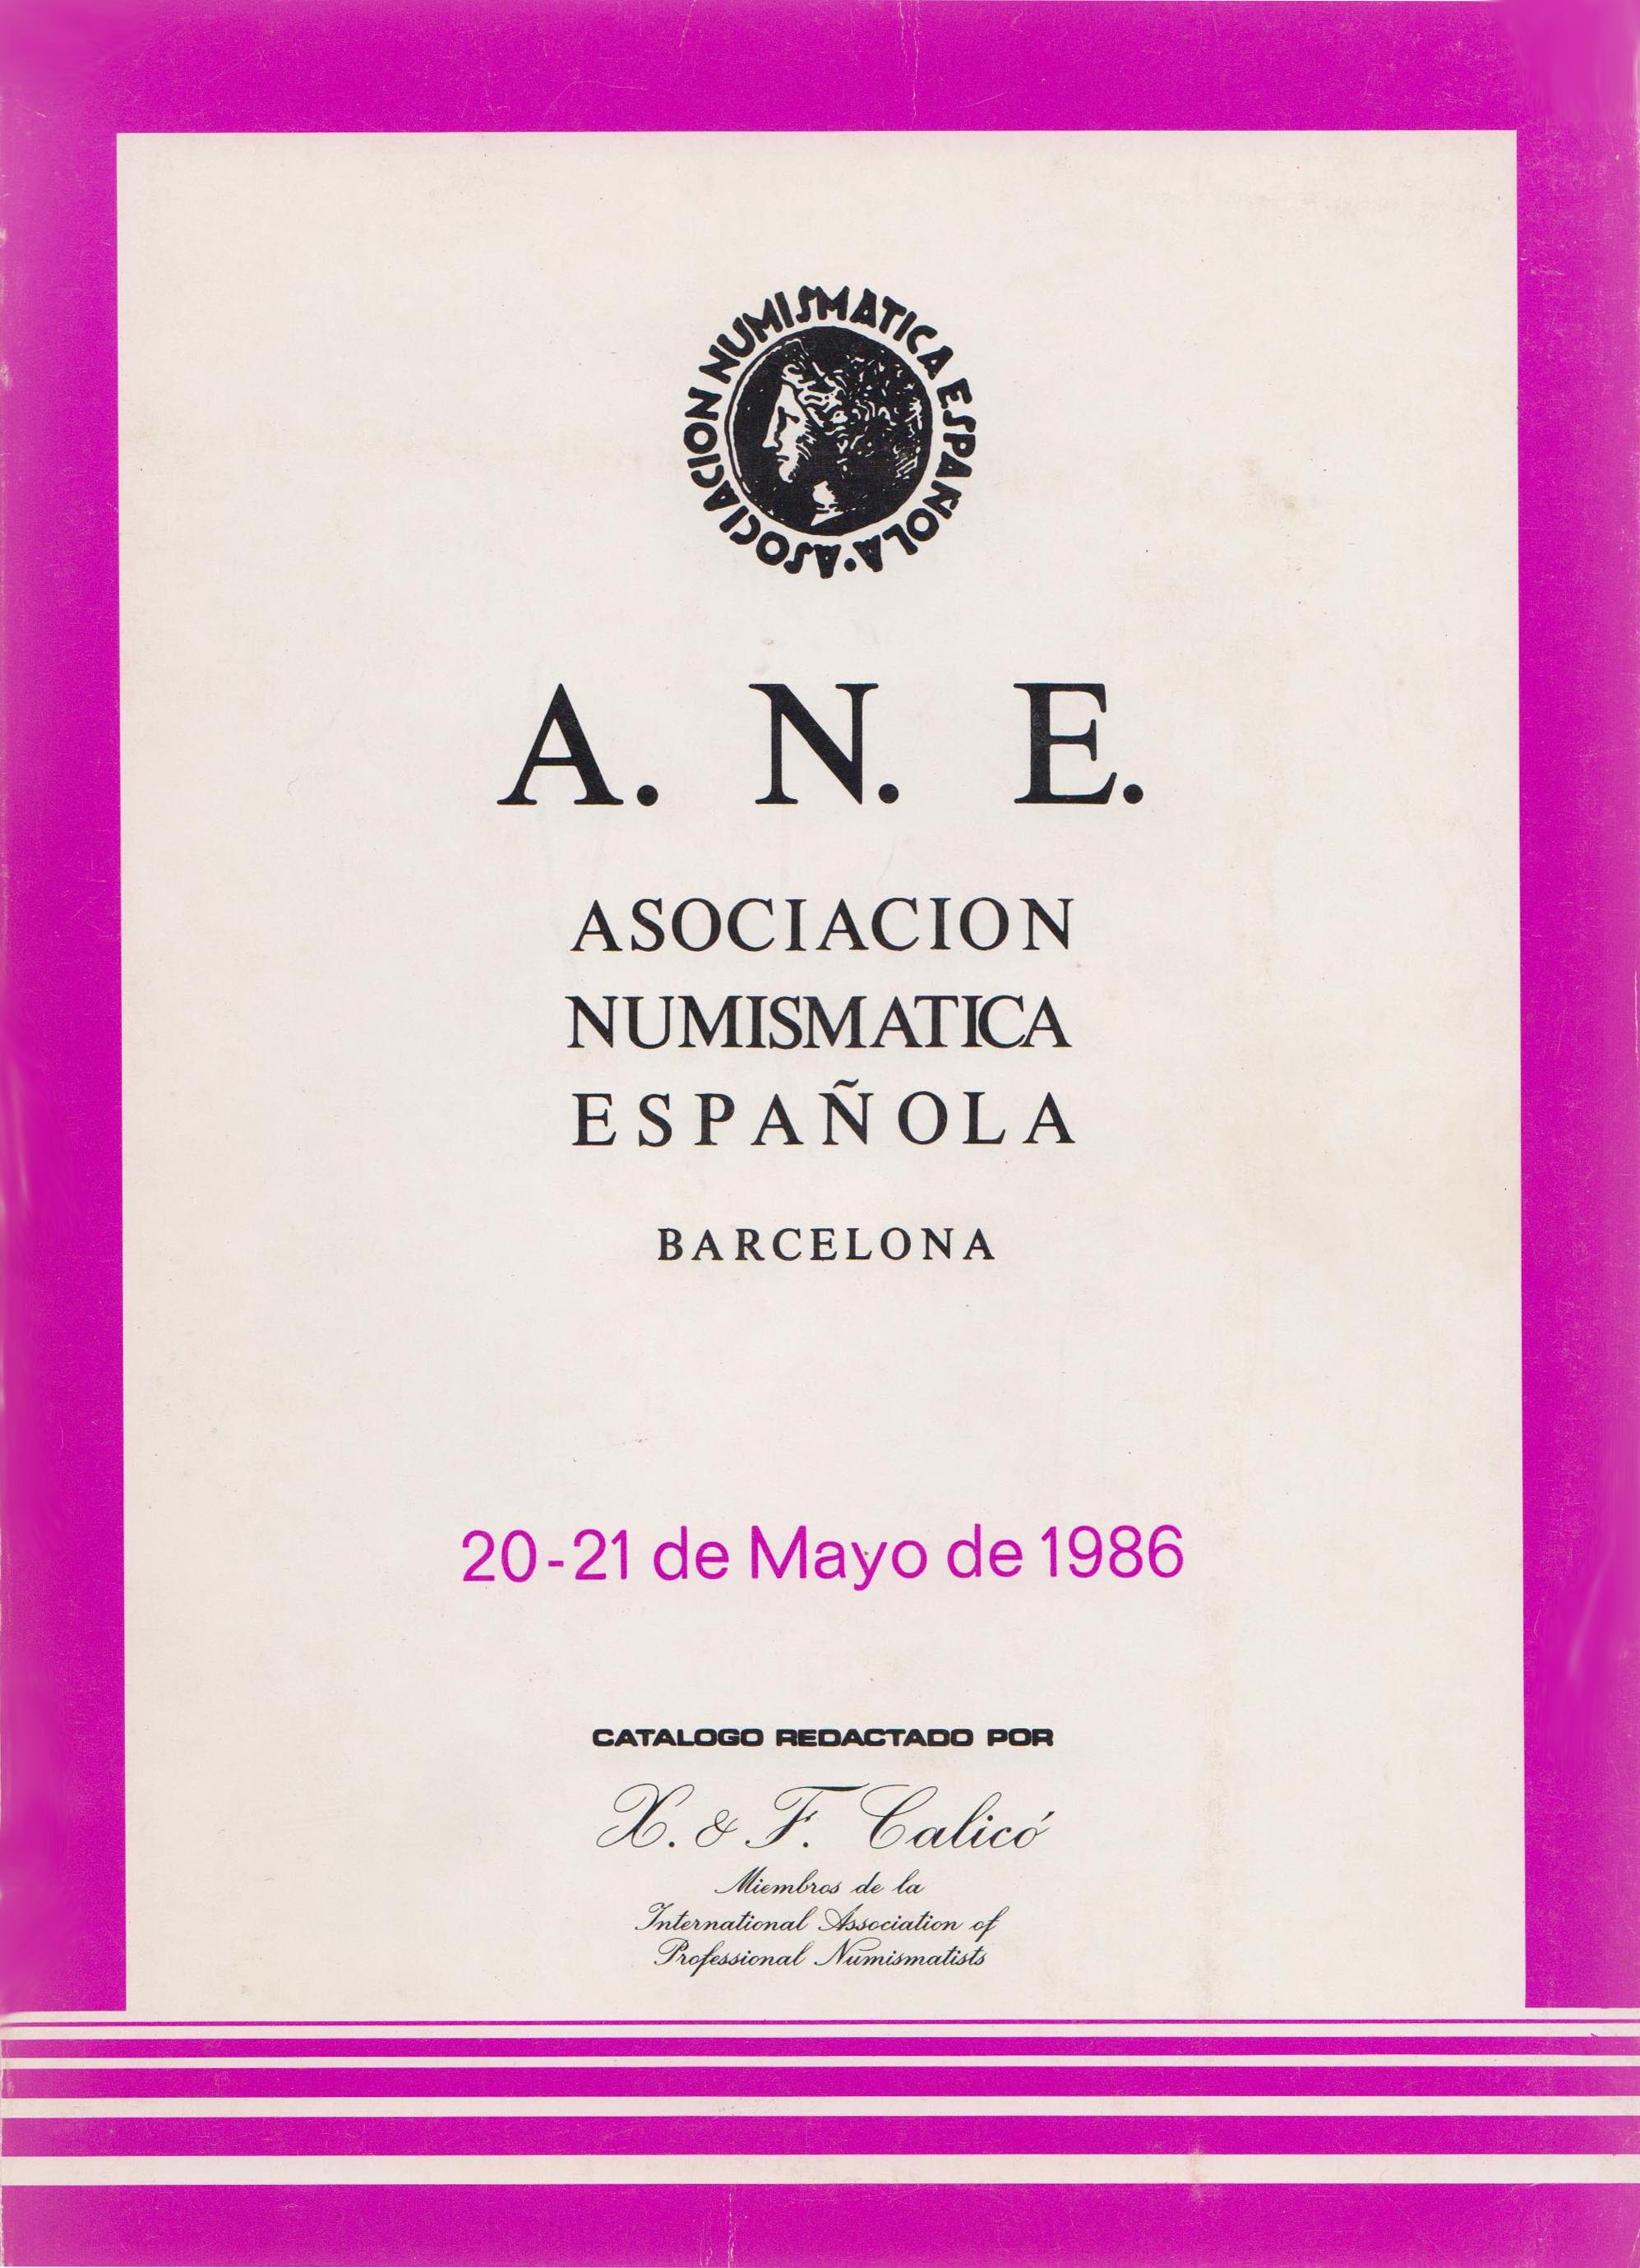 ASOCIACION NUMISMATICA ESPAÑOLA·
A. N. E.
ASOCIACION
NUMISMATICA
ESPAÑOLA
BARCELONA
20-21 de Mayo de 1986
CATALOGO REDACTADO POR
X. & F. Calicó
Miembros de la
International Association of
Professional Numismatists